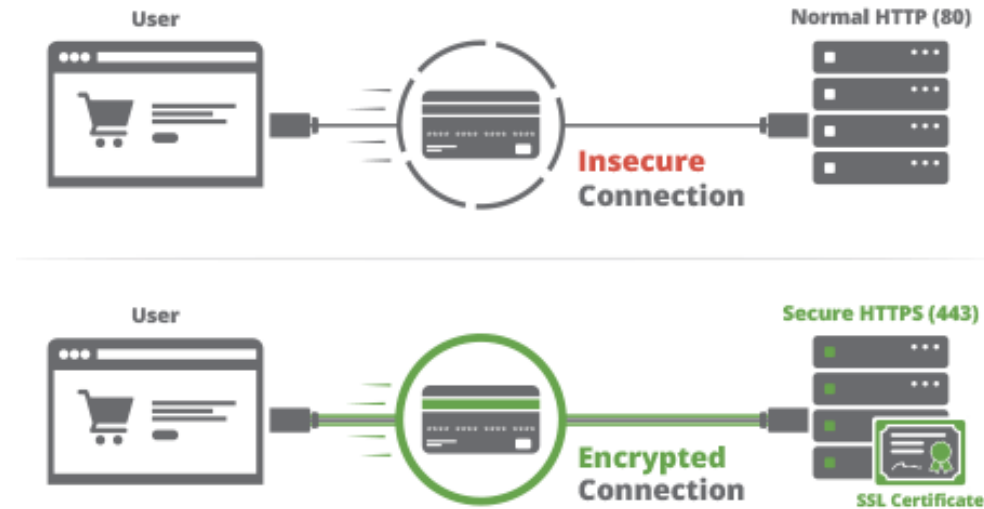 User
Normal HTTP (80)
Insecure
Connection
User
Secure HTTPS (443)
Encrypted
Connection
SSL Certificate